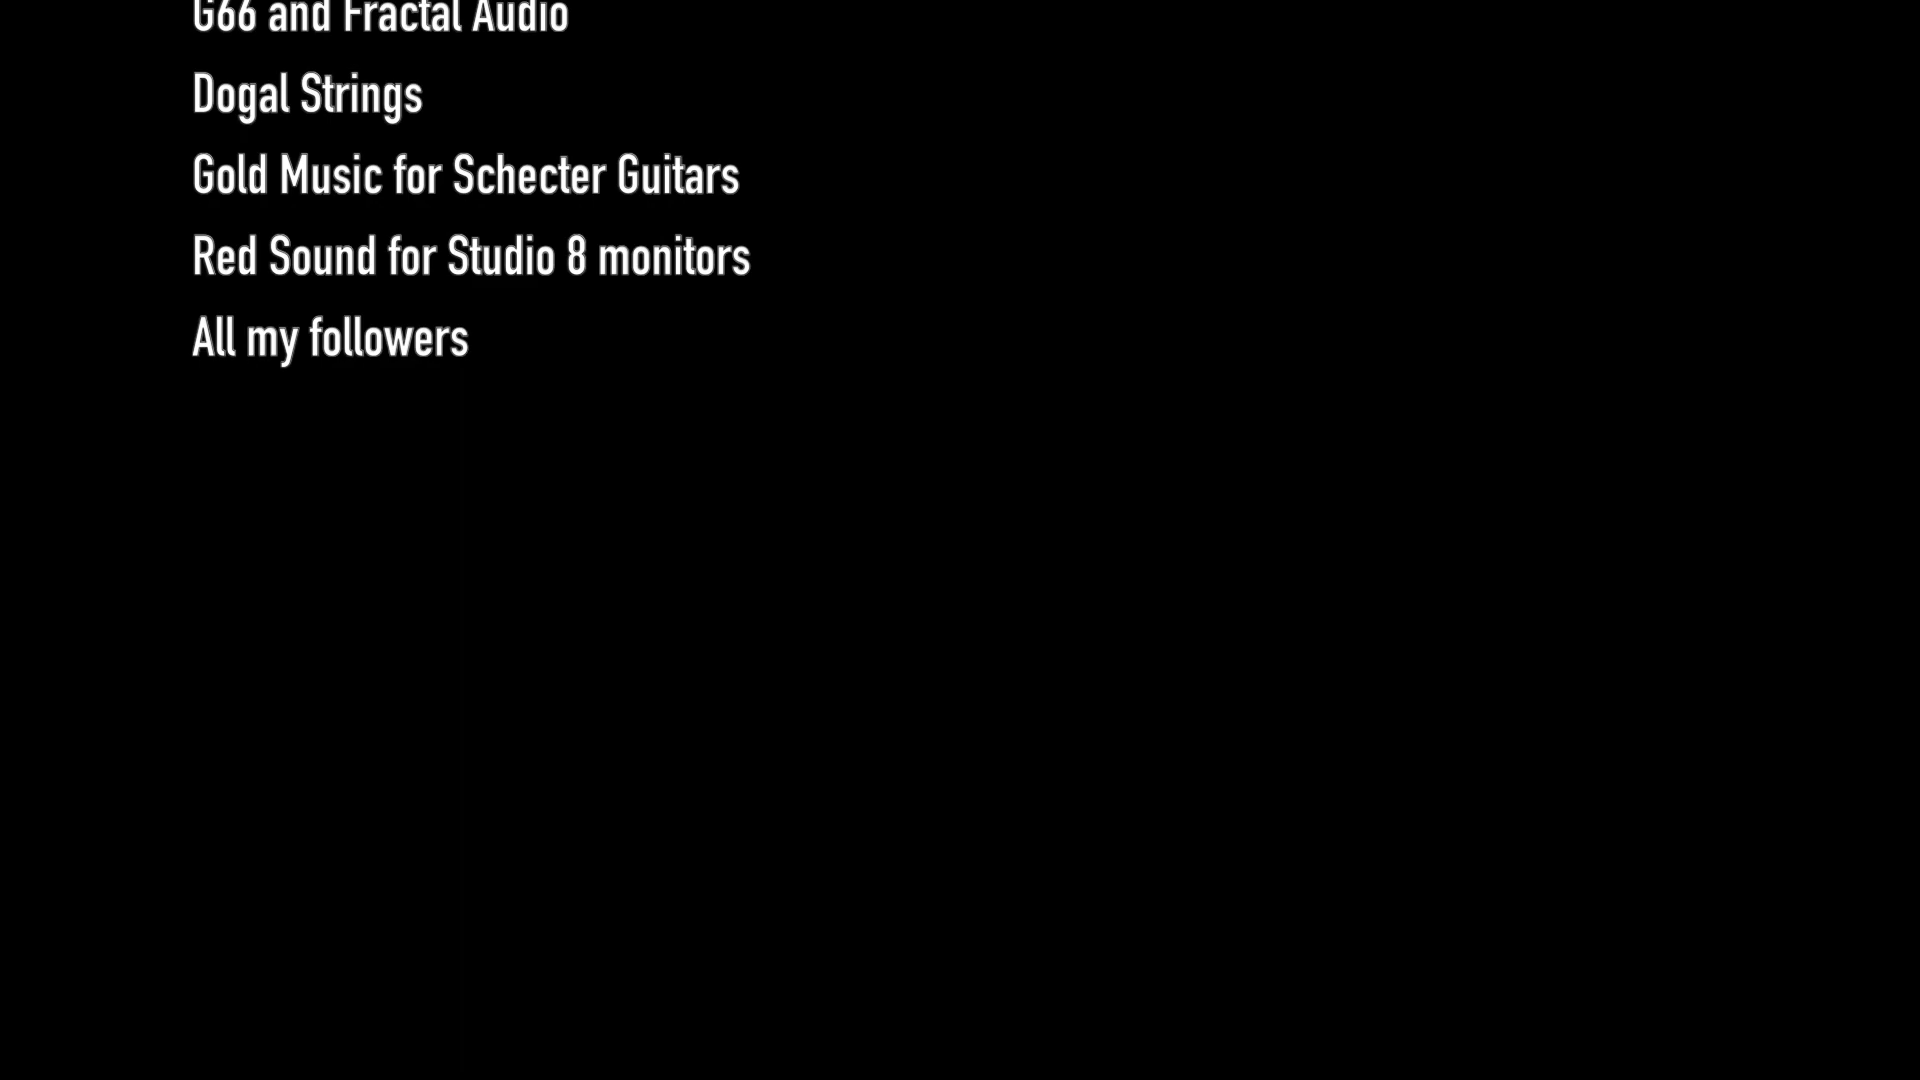 G66 and Fractal Audio
Dogal Strings
Gold Music for Schecter Guitars
Red Sound for Studio 8 monitors
All my followers